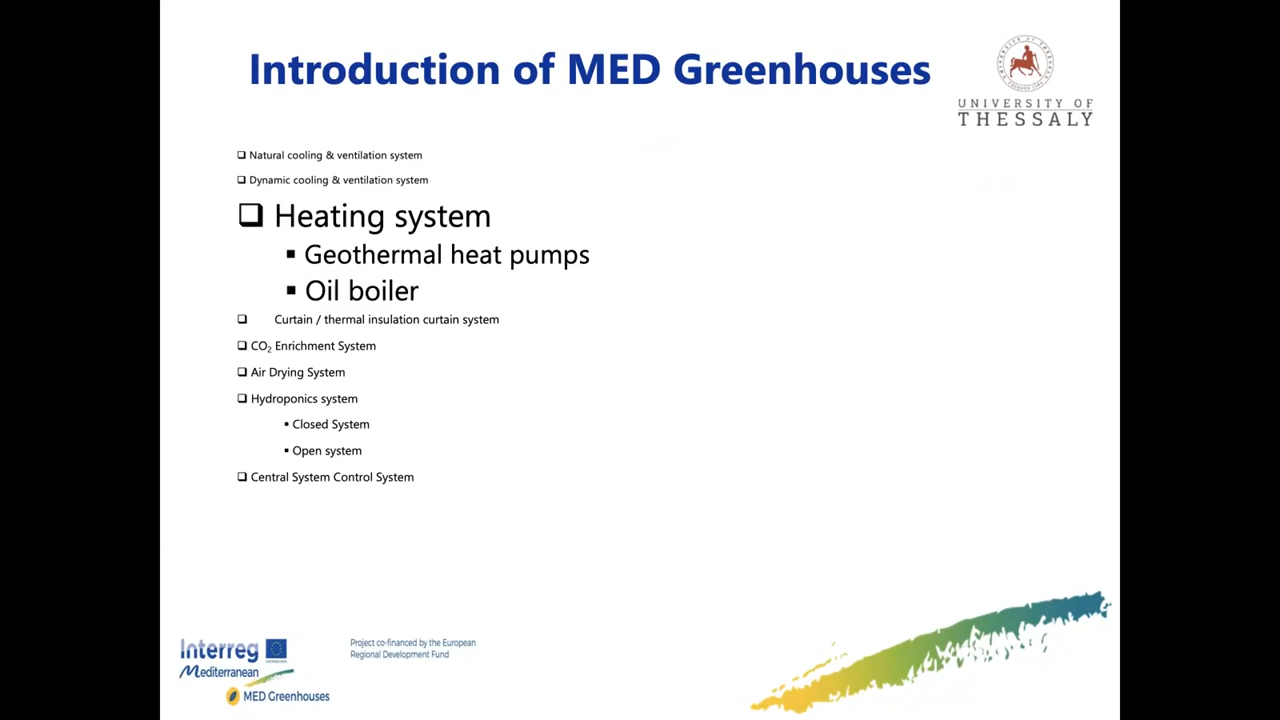 Introduction of MED Greenhouses
UNIVERSITY OF
THESSALY
❑ Natural cooling & ventilation system
❑ Dynamic cooling & ventilation system
❑ Heating system
▪ Geothermal heat pumps
▪ Oil boiler
❑ Curtain / thermal insulation curtain system
❑ CO₂ Enrichment System
❑ Air Drying System
❑ Hydroponics system
▪ Closed System
▪ Open system
❑ Central System Control System
Interreg
Mediterranean
MED Greenhouses
Project co-financed by the European
Regional Development Fund